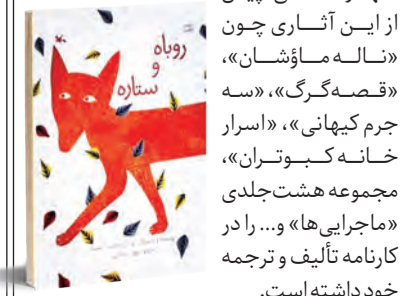 از این آثاری چون
«ناله ماؤشان»،
«قصه‌گرگ»، «سه
جرم کیهانی»، «اسرار
خانه کبوتران»،
مجموعه هشت‌جلدی
«ماجرایی‌ها» و... را در
کارنامه تألیف و ترجمه
خود داشته است.
روباه
و
ستاره